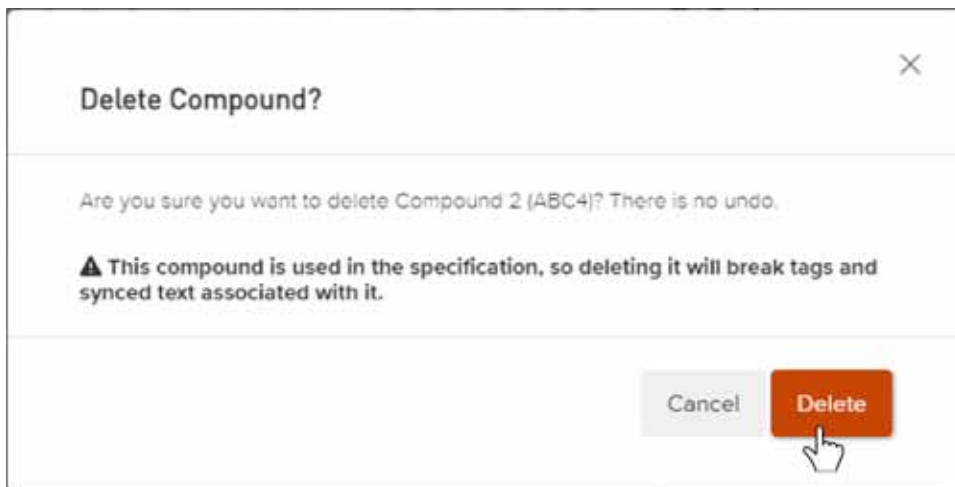 Delete Compound?
Are you sure you want to delete Compound 2 (ABC4)? There is no undo.
This compound is used in the specification, so deleting it will break tags and
synced text associated with it.
Cancel
Delete